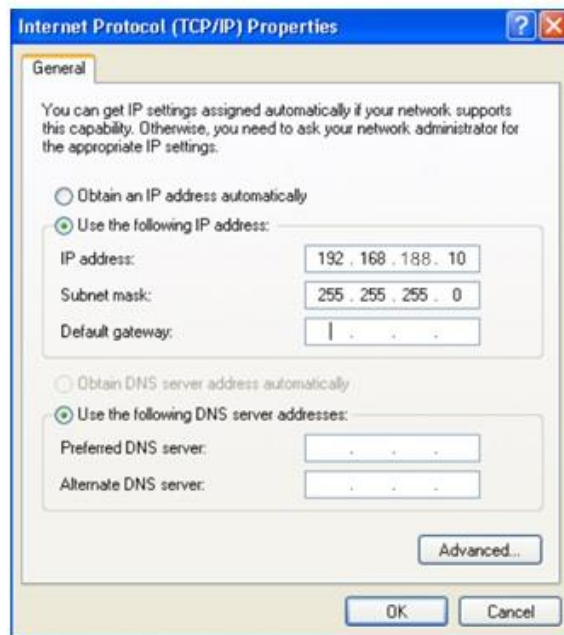 Internet Protocol (TCP/IP) Properties
General
You can get IP settings assigned automatically if your network supports
this capability. Otherwise, you need to ask your network administrator for
the appropriate IP settings.
Obtain an IP address automatically
Use the following IP address:
IP address: 192 . 168 . 188 . 10
Subnet mask: 255 . 255 . 255 . 0
Default gateway: . . .
Obtain DNS server address automatically
Use the following DNS server addresses:
Preferred DNS server: . . .
Alternate DNS server: . . .
Advanced...
OK Cancel